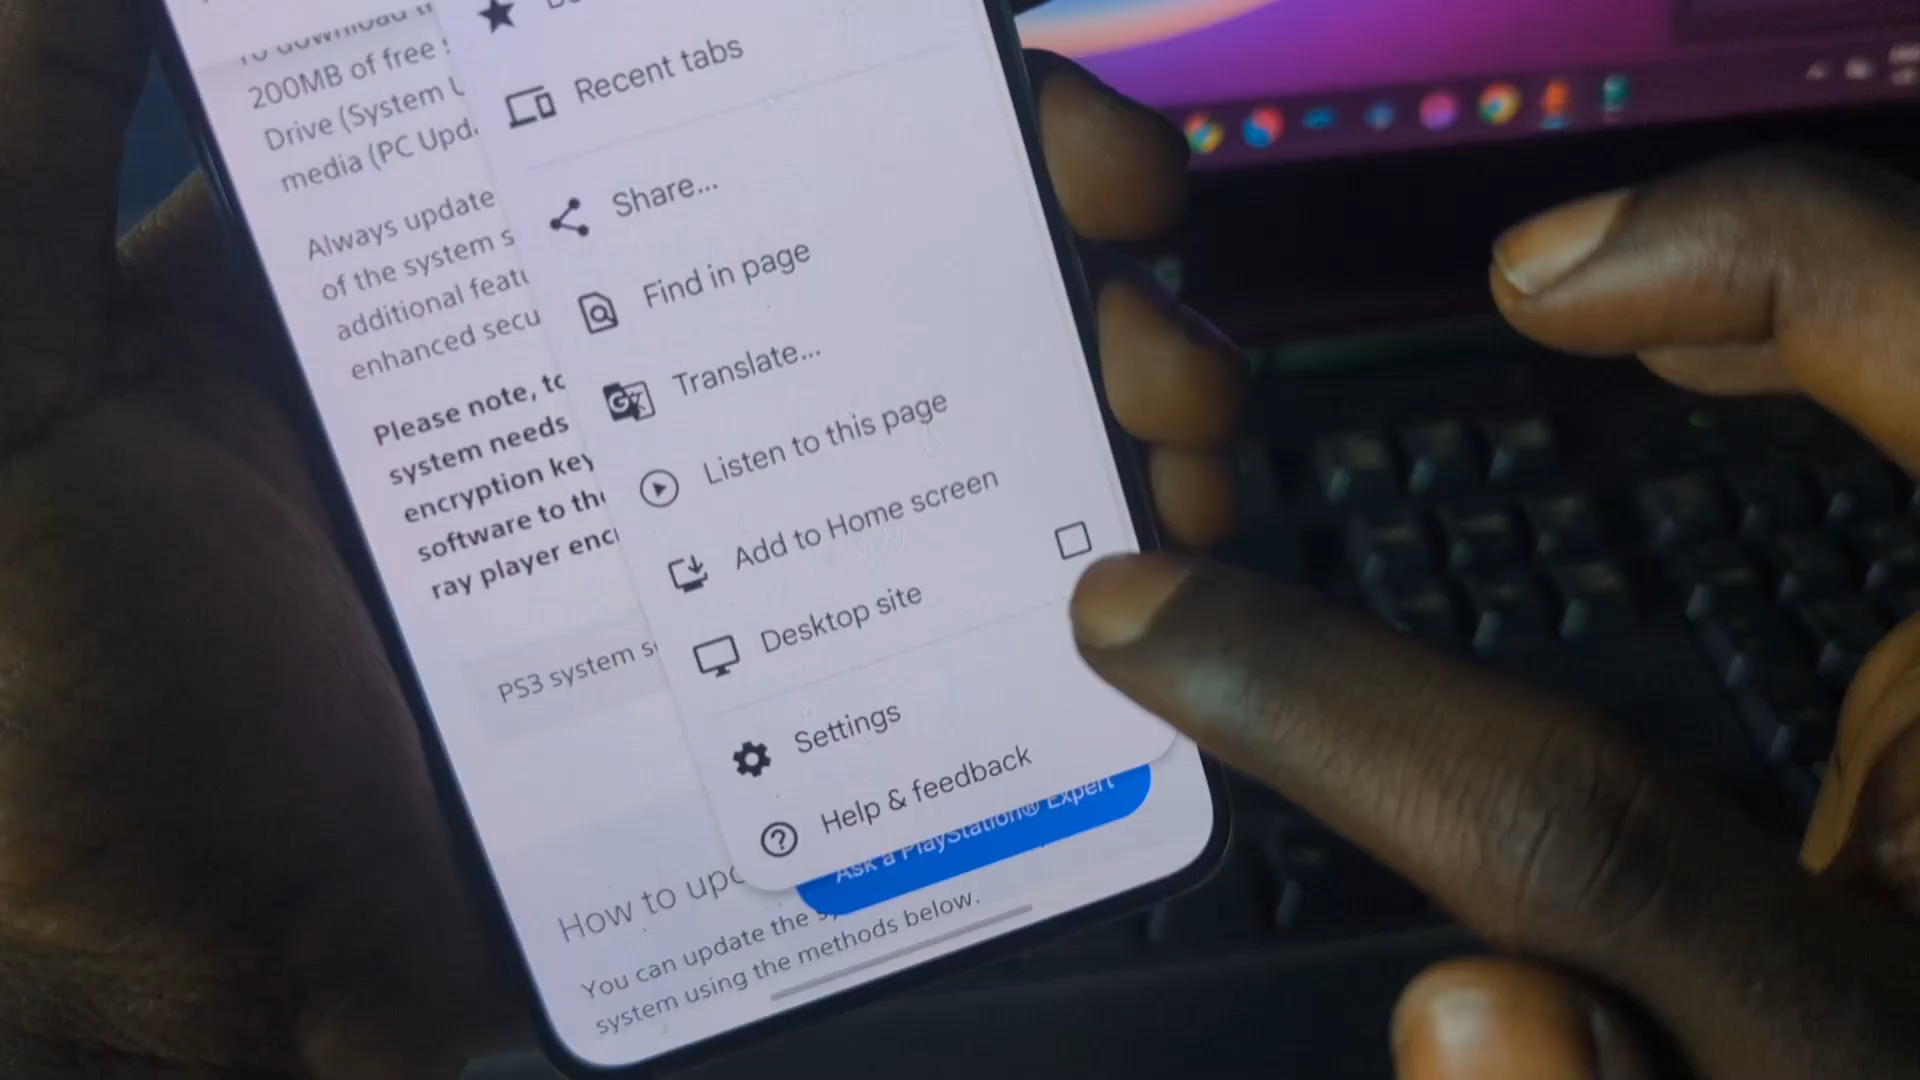 200MB of free
Drive (System
media (PC Upd
Always update
of the system s
additional feat
enhanced secu
Please note, to
system needs
encryption key
software to the
ray player enc
PS3 system s
How to upd
You can update the s
system using the methods below.
Recent tabs
Share...
Find in page
Translate...
Listen to this page
Add to Home screen
Desktop site
Settings
Help & feedback
Ask a PlayStation® Expert